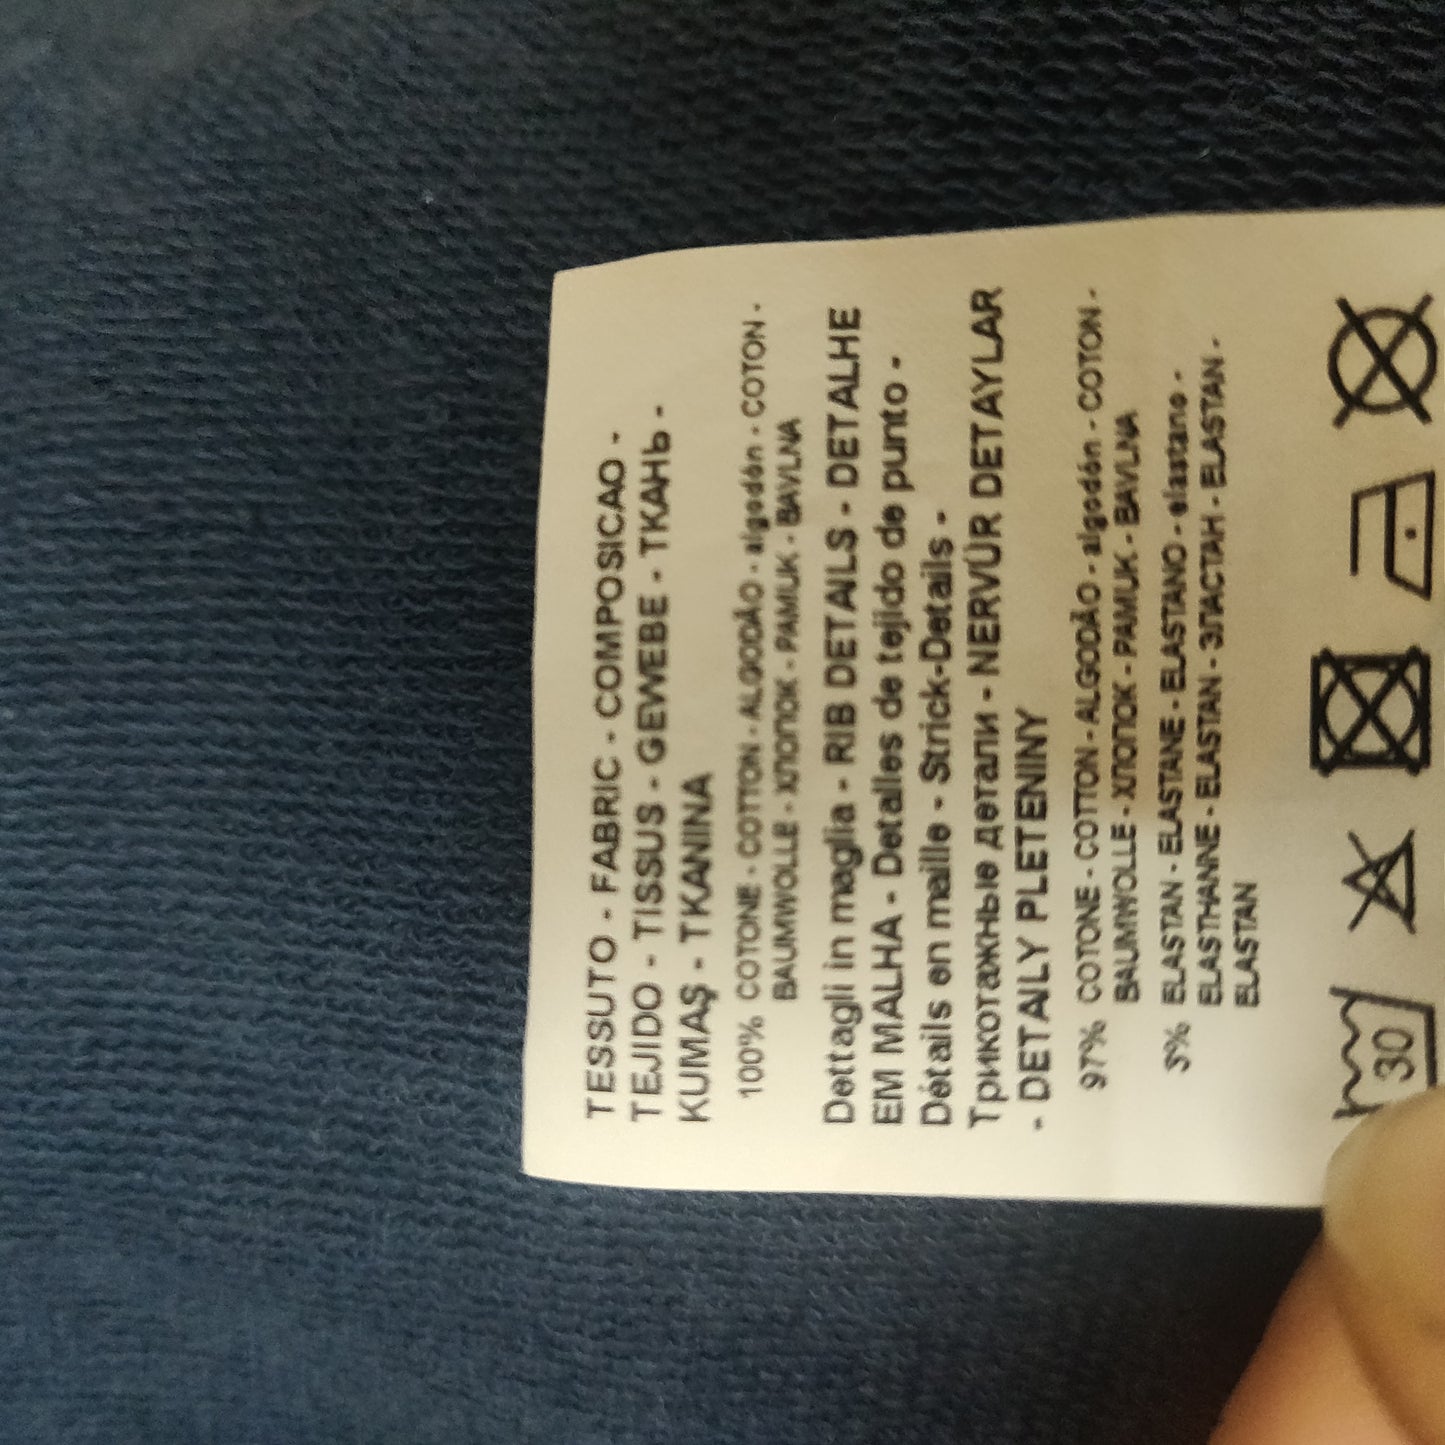 TESSUTO - FABRIC - COMPOSICAO -
TEJIDO - TISSUS - GEWEBE - ТКАНЬ -
KUMAŞ - TKANINA
100% COTONE - COTTON - ALGODÃO - algodón - COTON -
BAUMWOLLE - ХЛОПОК - PAMUK - BAVLNA
Dettagli in maglia - RIB DETAILS - DETALHE
EM MALHA - Detalles de tejido de punto -
Détails en maille - Strick-Details -
Трикотажные детали - NERVÜR DETAYLAR
- DETAILY PLETENINY
97% COTONE - COTTON - ALGODÃO - algodón - COTON -
BAUMWOLLE - ХЛОПОК - PAMUK - BAVLNA
3% ELASTAN - ELASTANE - ELASTANO - elastano -
ELASTHANNE - ELASTAN - ЭЛАСТАН - ELASTAN -
ELASTAN
30